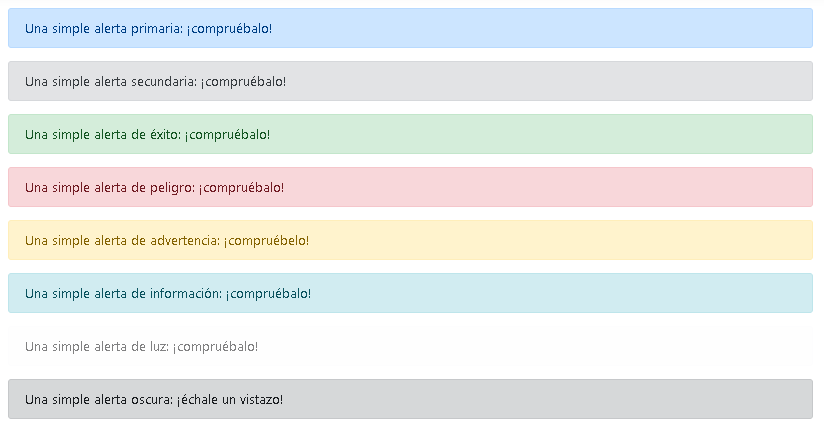 Una simple alerta primaria: ¡compruébalo!
Una simple alerta secundaria: ¡compruébalo!
Una simple alerta de éxito: ¡compruébalo!
Una simple alerta de peligro: ¡compruébalo!
Una simple alerta de advertencia: ¡compruébelo!
Una simple alerta de información: ¡compruébalo!
Una simple alerta de luz: ¡compruébalo!
Una simple alerta oscura: ¡échale un vistazo!